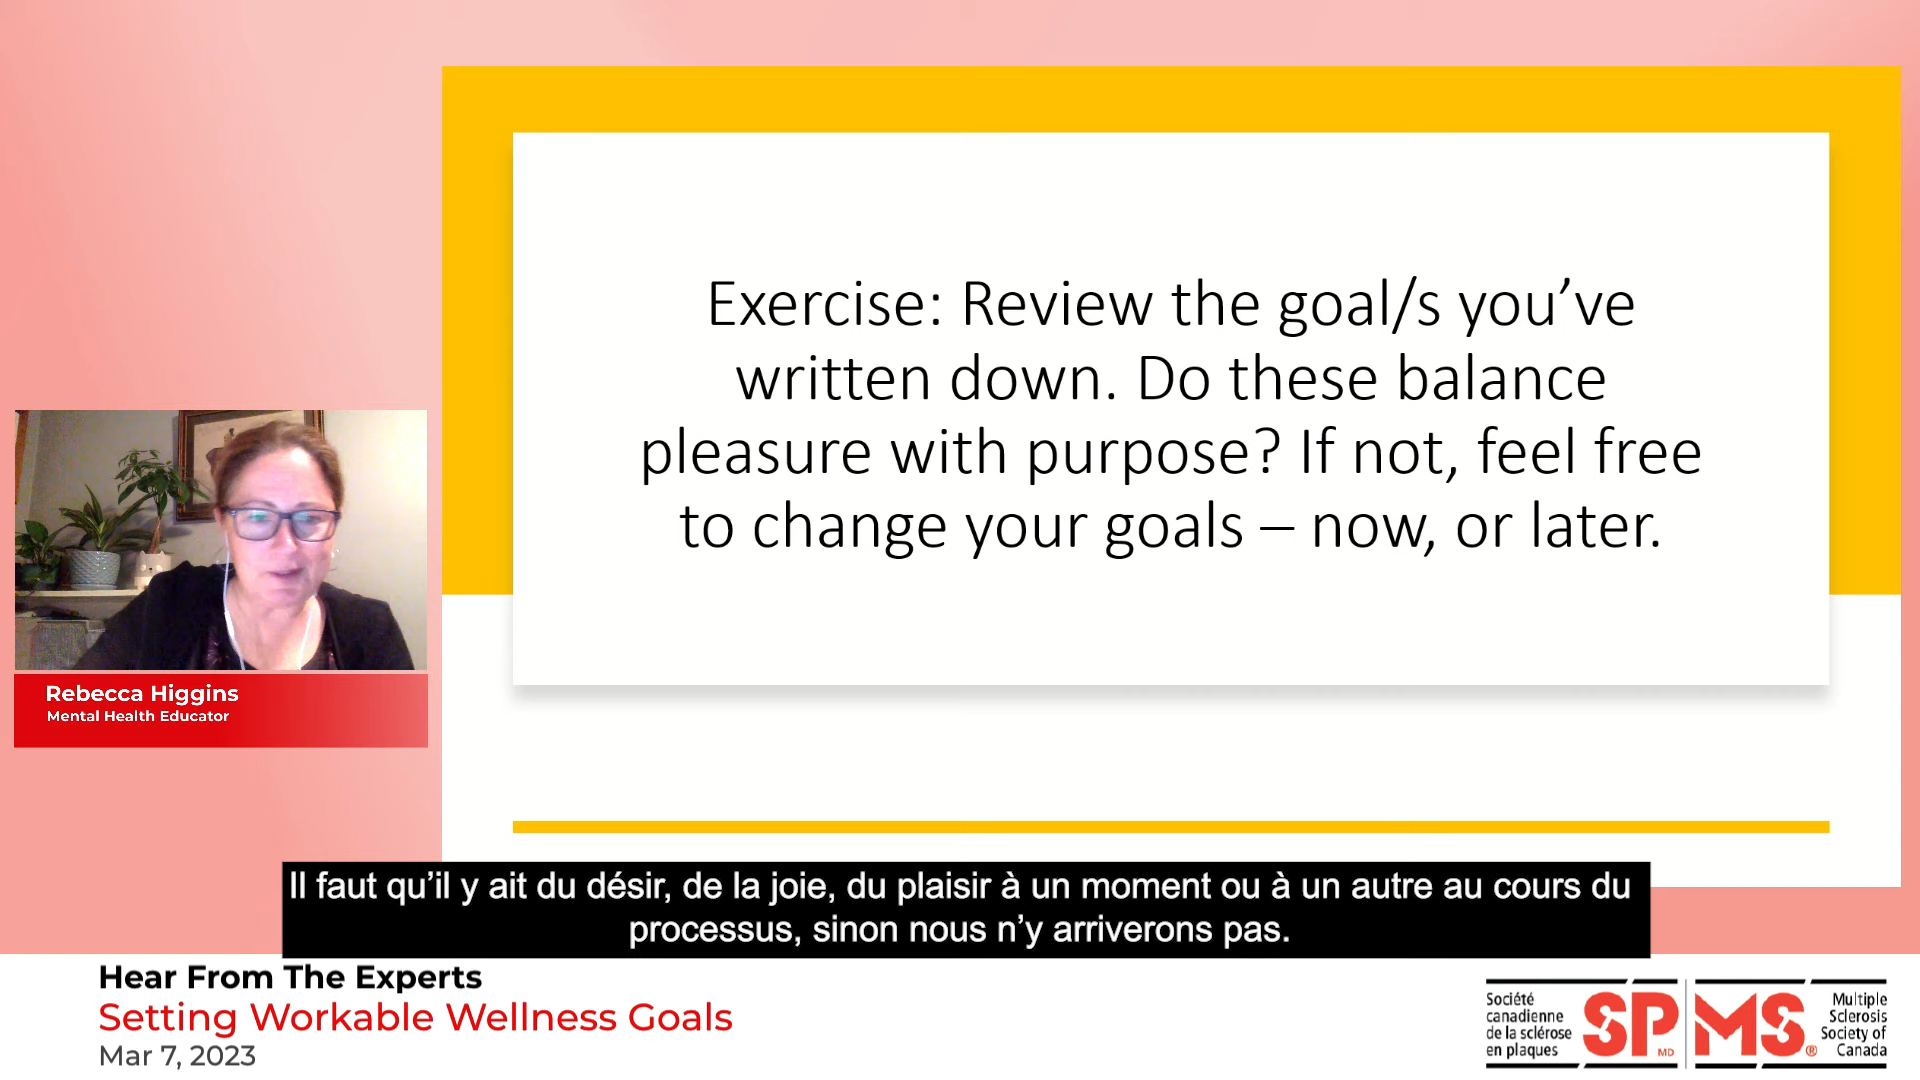 Exercise: Review the goal/s you’ve
written down. Do these balance
pleasure with purpose? If not, feel free
to change your goals – now, or later.
Rebecca Higgins
Mental Health Educator
Il faut qu’il y ait du désir, de la joie, du plaisir à un moment ou à un autre au cours du
processus, sinon nous n’y arriverons pas.
Hear From The Experts
Setting Workable Wellness Goals
Mar 7, 2023
Société
canadienne
de la sclérose
en plaques
SP MD
MS ®
Multiple
Sclerosis
Society of
Canada